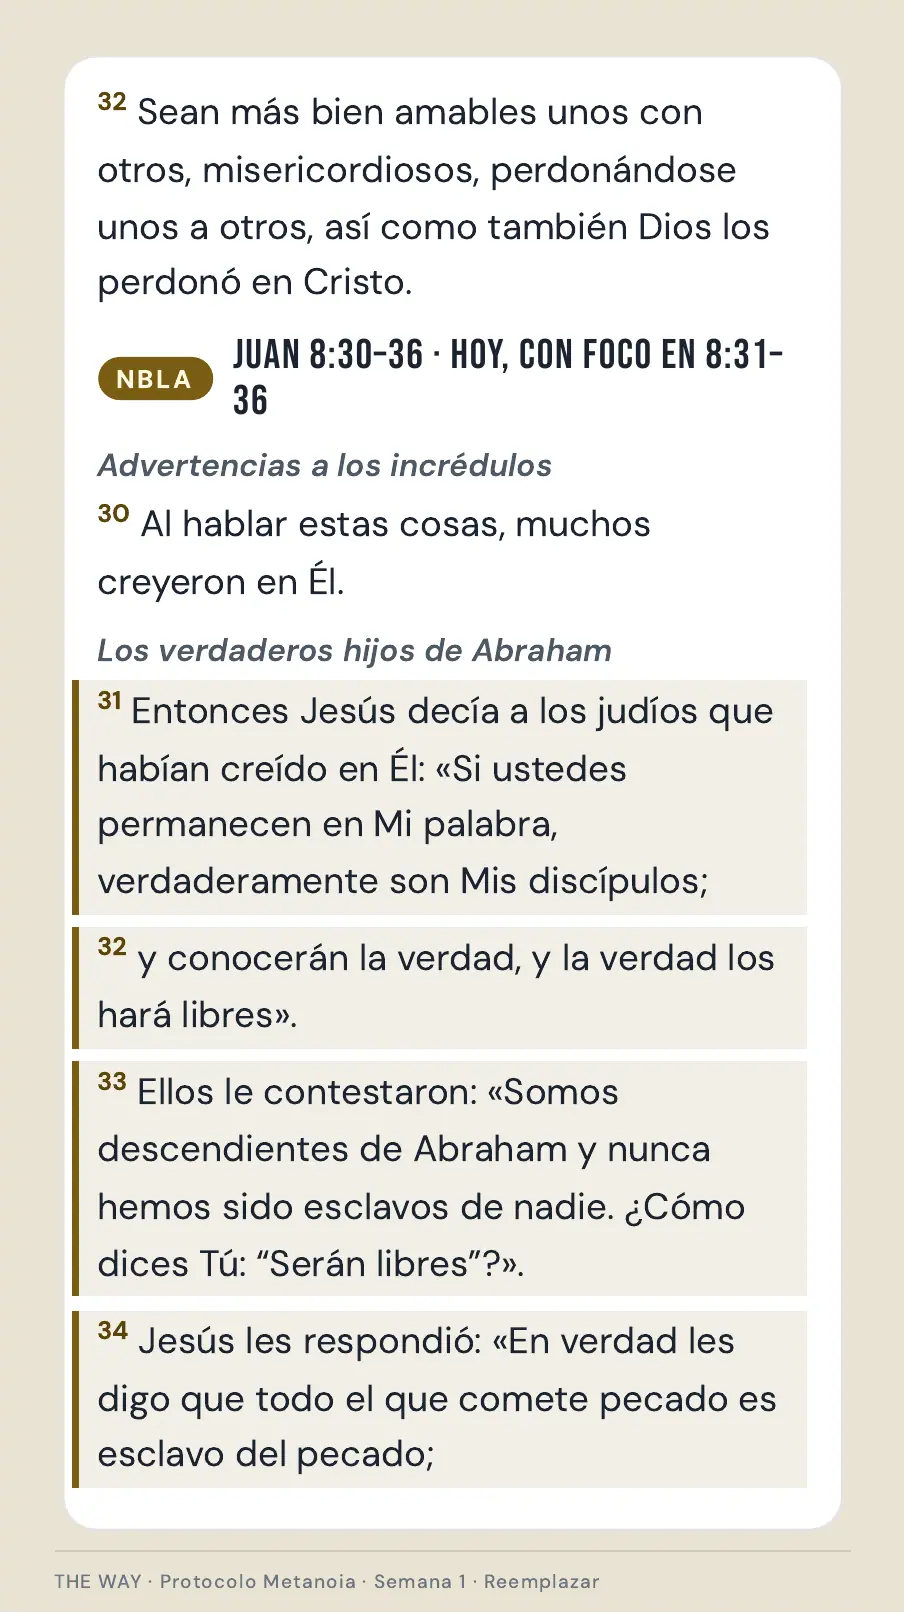 32 Sean más bien amables unos con
otros, misericordiosos, perdonándose
unos a otros, así como también Dios los
perdonó en Cristo.
NBLA JUAN 8:30–36 · HOY, CON FOCO EN 8:31–
36
Advertencias a los incrédulos
30 Al hablar estas cosas, muchos
creyeron en Él.
Los verdaderos hijos de Abraham
31 Entonces Jesús decía a los judíos que
habían creído en Él: «Si ustedes
permanecen en Mi palabra,
verdaderamente son Mis discípulos;
32 y conocerán la verdad, y la verdad los
hará libres».
33 Ellos le contestaron: «Somos
descendientes de Abraham y nunca
hemos sido esclavos de nadie. ¿Cómo
dices Tú: “Serán libres”?».
34 Jesús les respondió: «En verdad les
digo que todo el que comete pecado es
esclavo del pecado;
THE WAY · Protocolo Metanoia · Semana 1 · Reemplazar